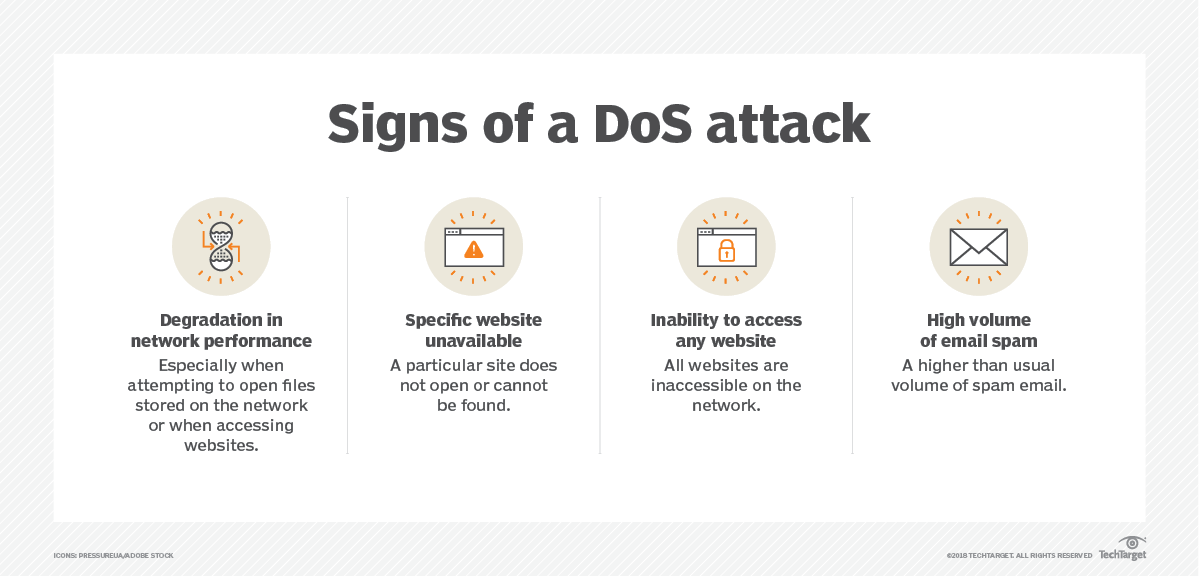 Signs of a DoS attack
Degradation in
network performance
Especially when
attempting to open files
stored on the network
or when accessing
websites.
Specific website
unavailable
A particular site does
not open or cannot
be found.
Inability to access
any website
All websites are
inaccessible on the
network.
High volume
of email spam
A higher than usual
volume of spam email.
ICONS: PRESSUREUA/ADOBE STOCK
©2018 TECHTARGET. ALL RIGHTS RESERVED
TechTarget